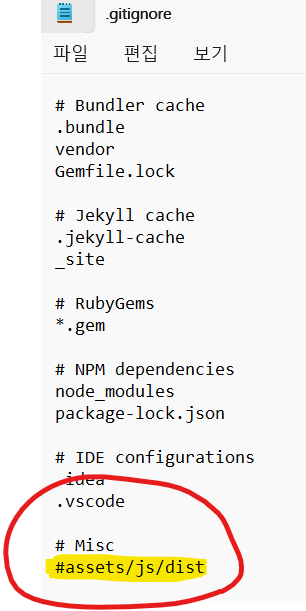 .gitignore
파일 편집 보기
# Bundler cache
.bundle
vendor
Gemfile.lock
# Jekyll cache
.jekyll-cache
_site
# RubyGems
*.gem
# NPM dependencies
node_modules
package-lock.json
# IDE configurations
.idea
.vscode
# Misc
#assets/js/dist